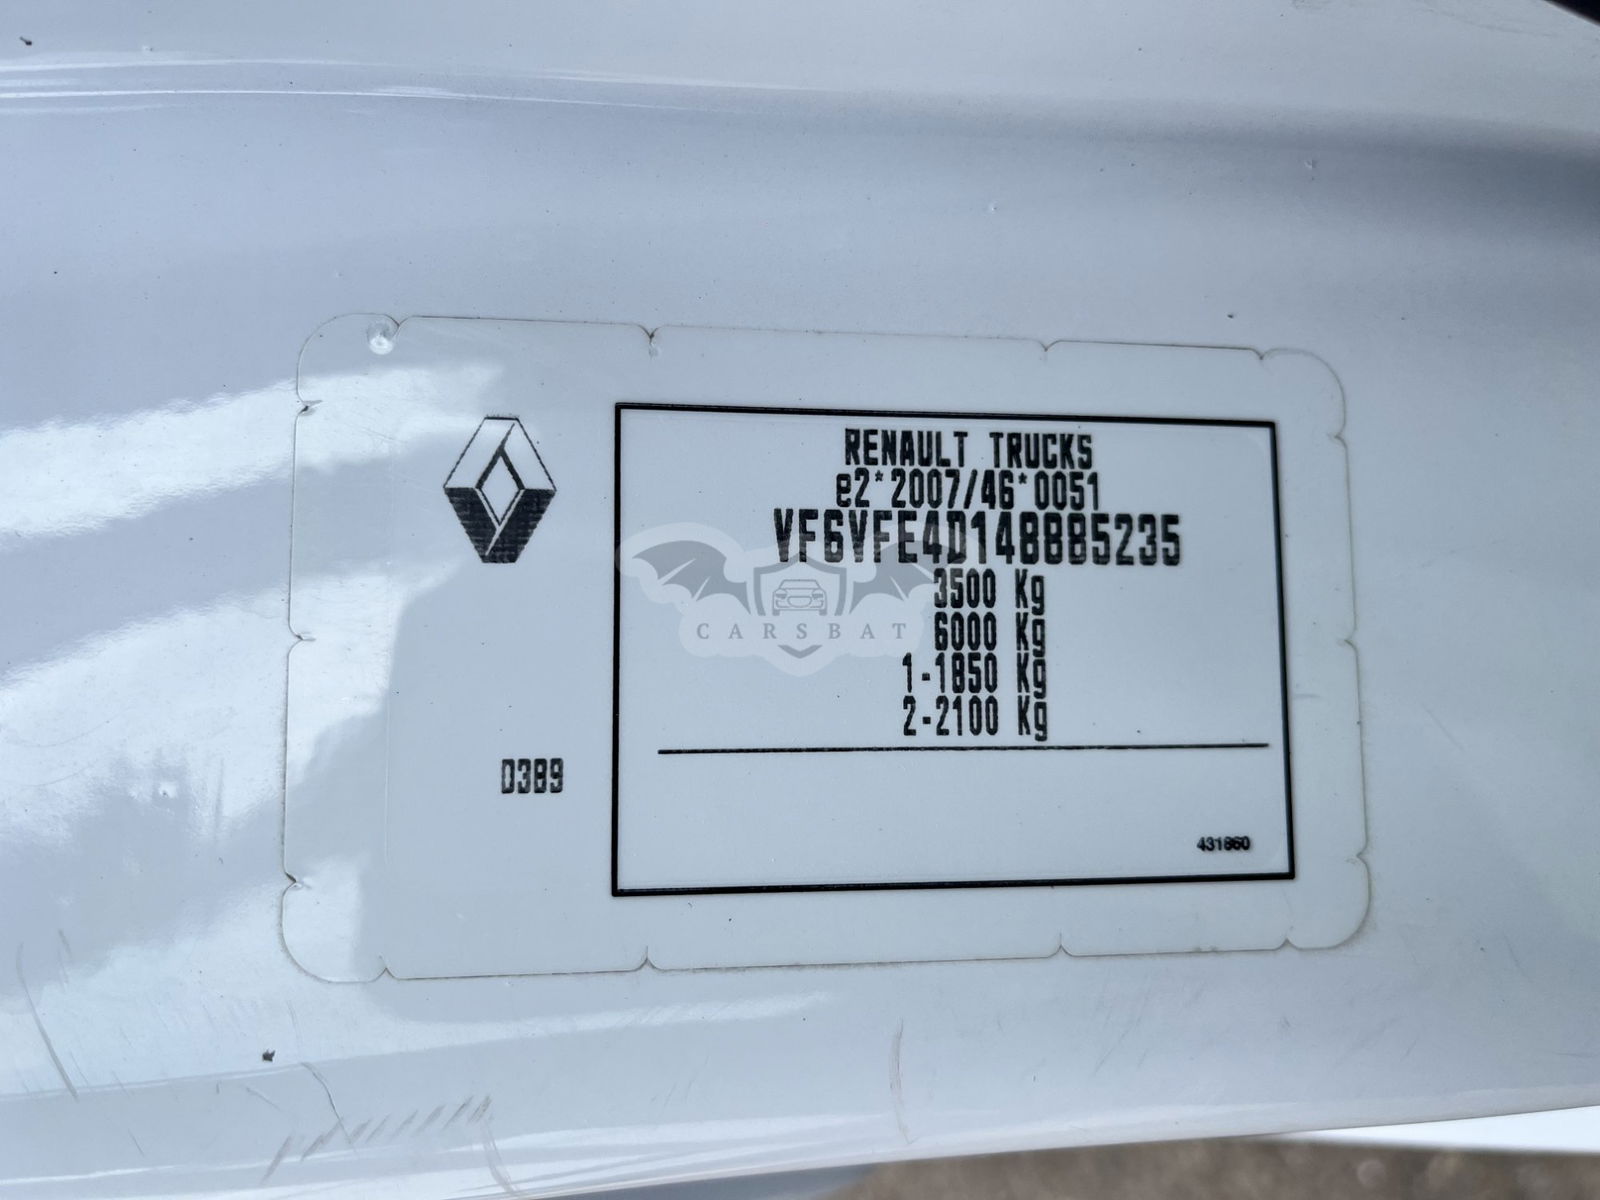 RENAULT TRUCKS
e2*2007/46*0051
VF6VFE4D148885235
3500 Kg
CARSBAT
6000 Kg
1-1850 Kg
2-2100 Kg
D389
431860